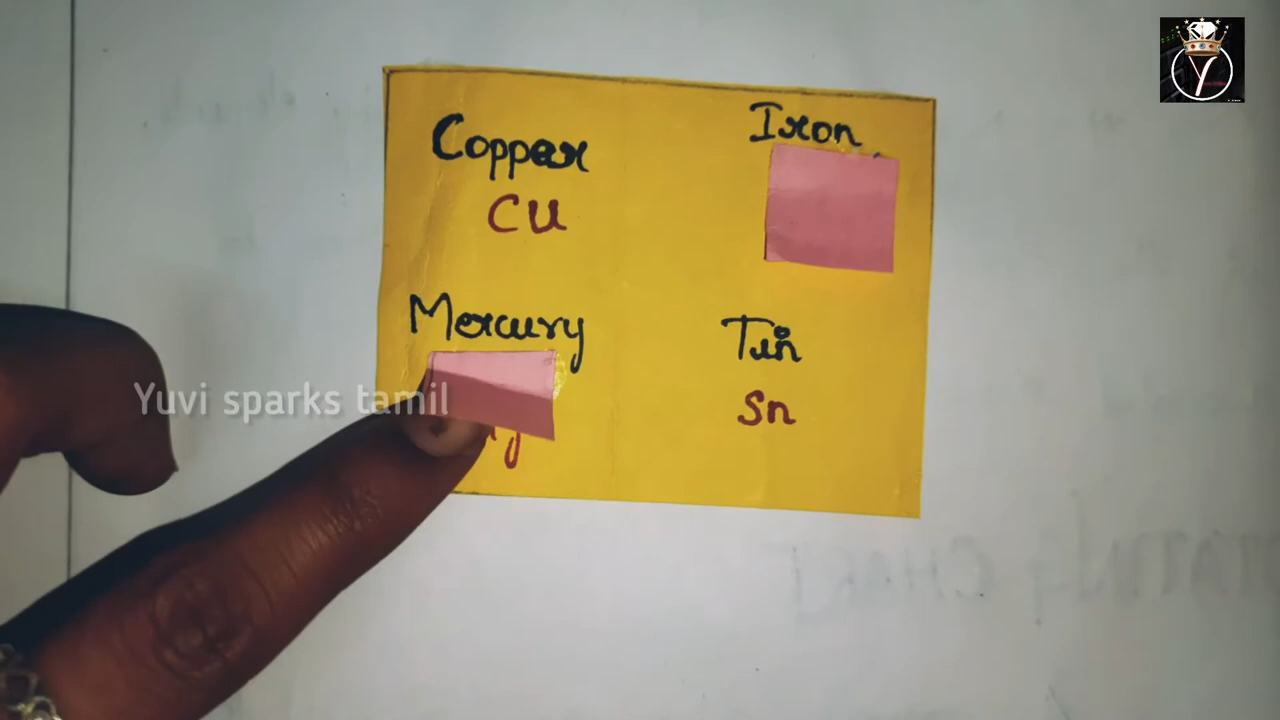 Copper
Cu
Iron
Mercury
Tin
Sn
Yuvi sparks tamil
Y